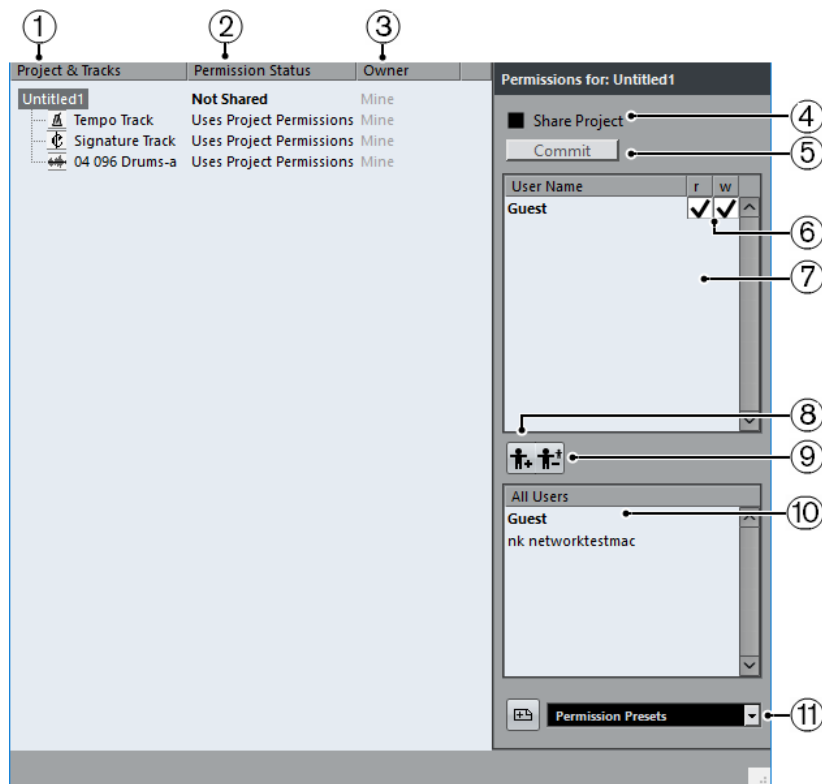 ① ② ③
Project & Tracks Permission Status Owner
Permissions for: Untitled1
Untitled1 Not Shared Mine
Tempo Track Uses Project Permissions Mine
Signature Track Uses Project Permissions Mine
04 096 Drums-a Uses Project Permissions Mine
Share Project ④
Commit ⑤
User Name r w
Guest
⑥
⑦
⑧
⑨
All Users
Guest ⑩
nk networktestmac
Permission Presets ⑪